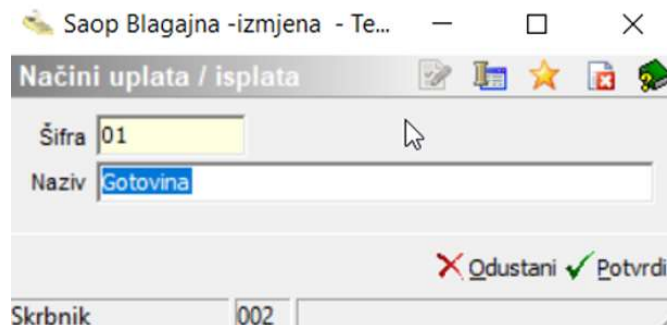 Saop Blagajna -izmjena - Te...
Načini uplata / isplata
Šifra 01
Naziv Gotovina
Odustani Potvrdi
Skrbnik 002